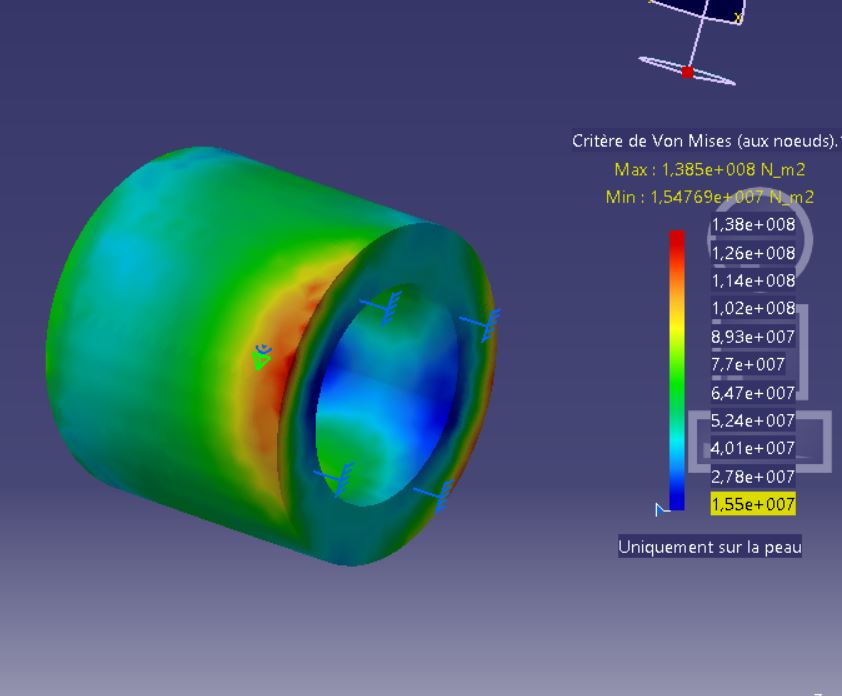 Critère de Von Mises (aux noeuds).1
Max : 1,385e+008 N_m2
Min : 1,54769e+007 N_m2
1,38e+008
1,26e+008
1,14e+008
1,02e+008
8,93e+007
7,7e+007
6,47e+007
5,24e+007
4,01e+007
2,78e+007
1,55e+007
Uniquement sur la peau